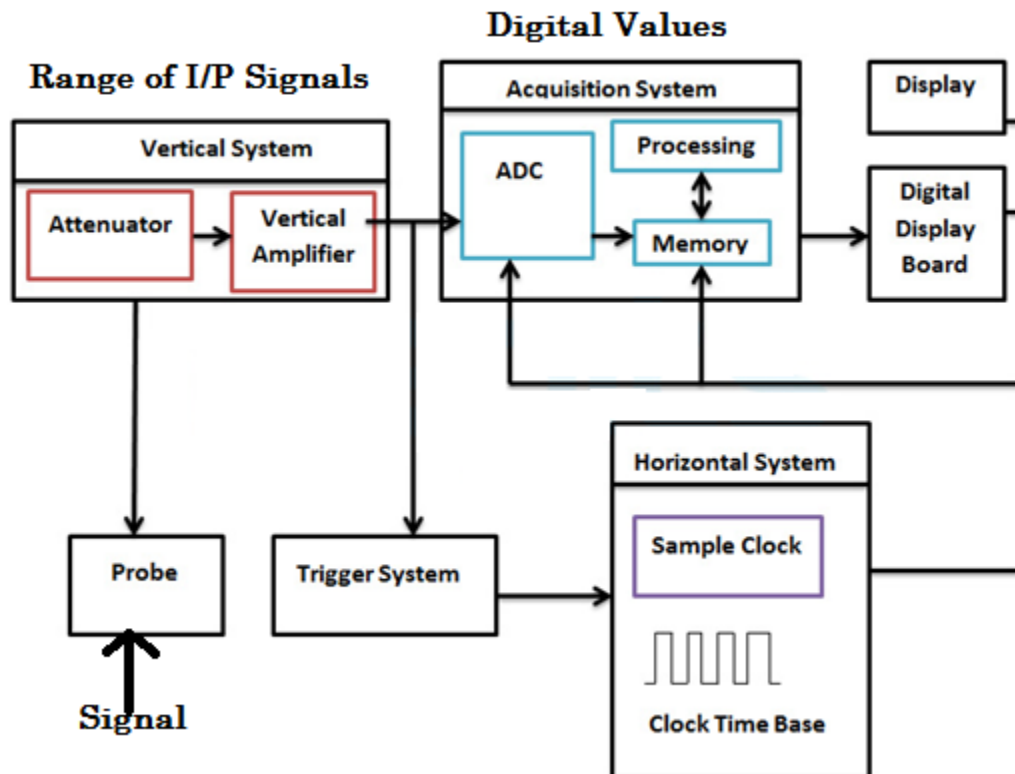 Digital Values
Range of I/P Signals
Acquisition System
Display
Vertical System
Processing
ADC
Attenuator
Vertical
Amplifier
Memory
Digital
Display
Board
Horizontal System
Sample Clock
Probe
Trigger System
Signal
Clock Time Base